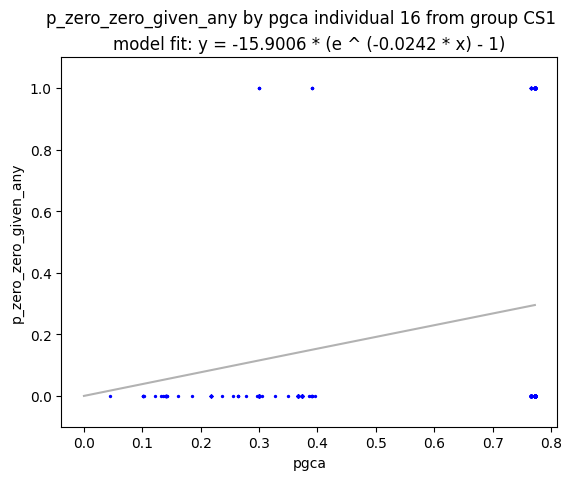 p_zero_zero_given_any by pgca individual 16 from group CS1
model fit: y = -15.9006 * (e ^ (-0.0242 * x) - 1)
1.0
0.8
0.6
0.4
0.2
0.0
p_zero_zero_given_any
0.0 0.1 0.2 0.3 0.4 0.5 0.6 0.7 0.8
pgca